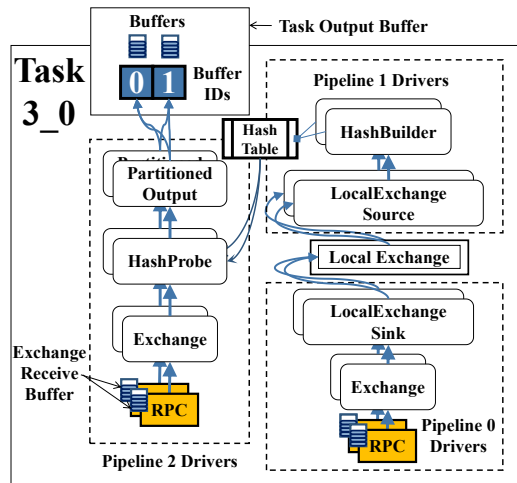 Buffers
Task Output Buffer
Task
3_0
0 1
Buffer
IDs
Pipeline 1 Drivers
Hash
Table
HashBuilder
Partitioned
Output
LocalExchange
Source
HashProbe
Local Exchange
LocalExchange
Sink
Exchange
Exchange
Receive
Buffer
RPC
Exchange
RPC
Pipeline 0
Drivers
Pipeline 2 Drivers